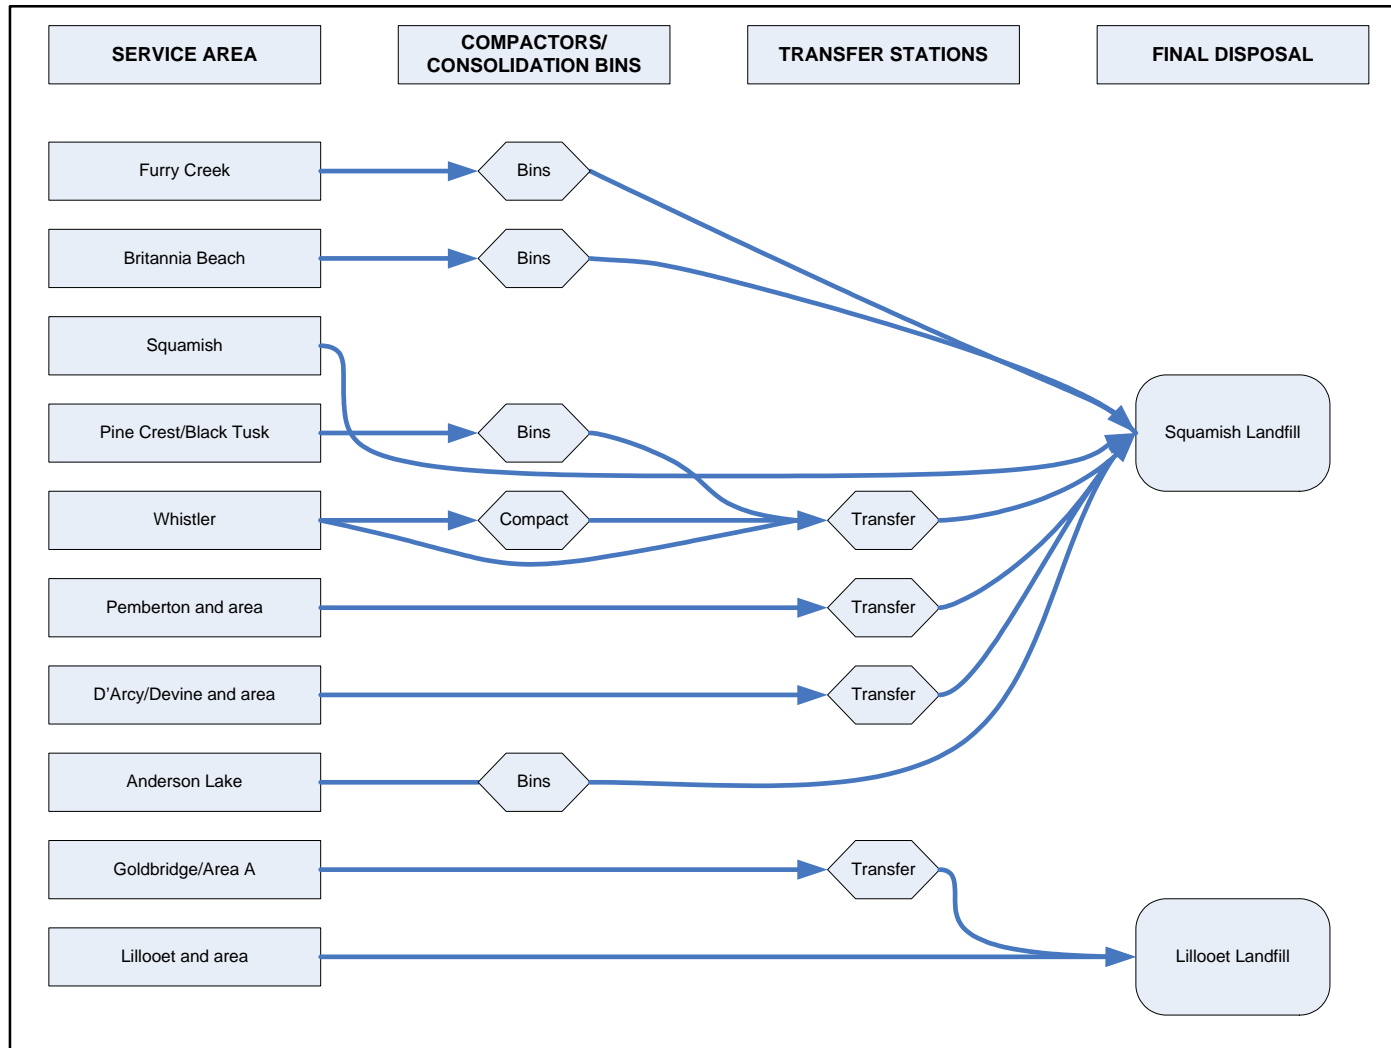 SERVICE AREA
COMPACTORS/
CONSOLIDATION BINS
TRANSFER STATIONS
FINAL DISPOSAL
Furry Creek
Bins
Britannia Beach
Bins
Squamish
Pine Crest/Black Tusk
Bins
Squamish Landfill
Whistler
Compact
Transfer
Pemberton and area
Transfer
D'Arcy/Devine and area
Transfer
Anderson Lake
Bins
Goldbridge/Area A
Transfer
Lillooet and area
Lillooet Landfill